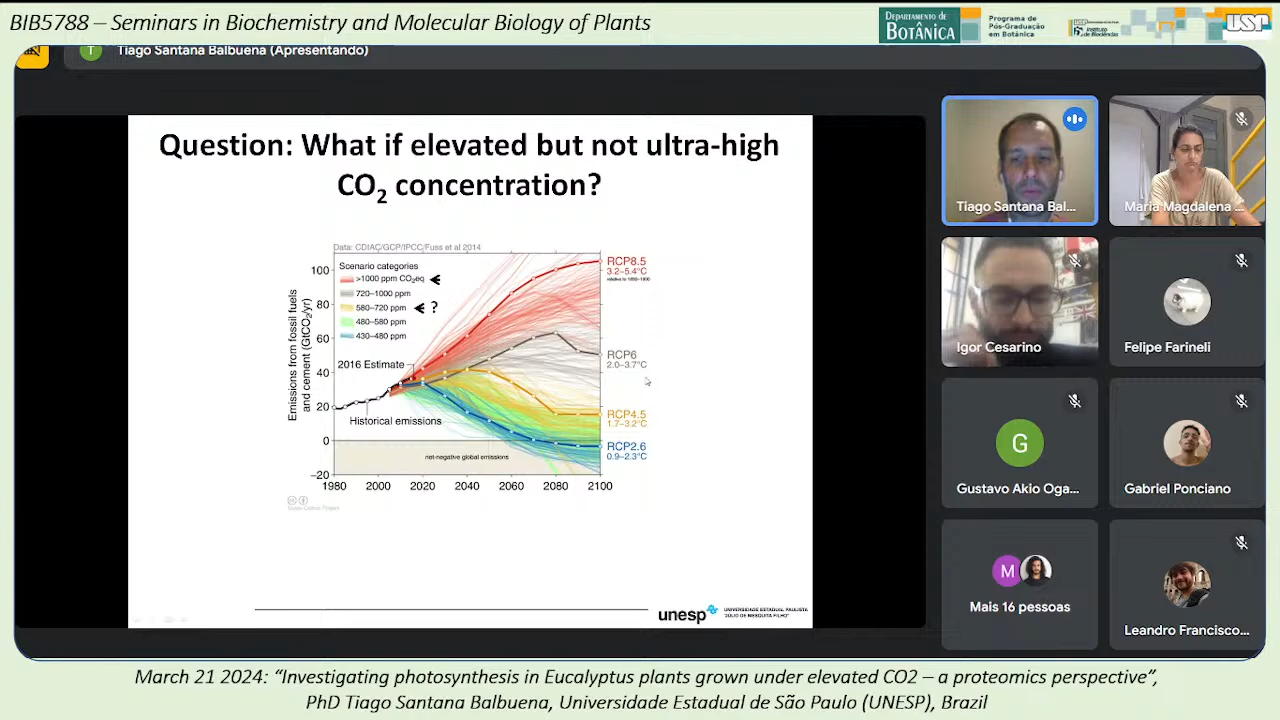 BIB5788 – Seminars in Biochemistry and Molecular Biology of Plants
DEPARTAMENTO DE
BOTÂNICA
Programa de
Pós-Graduação
em Botânica
Instituto
de Biociências
USP
T
Tiago Santana Balbuena (Apresentando)
Question: What if elevated but not ultra-high
CO2 concentration?
Data: CDIAC/GCP/IPCC/Fuss et al 2014
Emissions from fossil fuels
and cement (GtCO2/yr)
100
80
60
40
20
0
−20
Scenario categories
>1000 ppm CO2eq
720–1000 ppm
580–720 ppm
?
480–580 ppm
430–480 ppm
2016 Estimate
Historical emissions
net-negative global emissions
RCP8.5
3.2–5.4°C
relative to 1850–1900
RCP6
2.0–3.7°C
RCP4.5
1.7–3.2°C
RCP2.6
0.9–2.3°C
1980
2000
2020
2040
2060
2080
2100
Global Carbon Project
unesp
UNIVERSIDADE ESTADUAL PAULISTA
"JÚLIO DE MESQUITA FILHO"
Tiago Santana Bal...
Maria Magdalena ...
Igor Cesarino
Felipe Farineli
G
Gustavo Akio Oga...
Gabriel Ponciano
M
Mais 16 pessoas
Leandro Francisco...
March 21 2024: “Investigating photosynthesis in Eucalyptus plants grown under elevated CO2 – a proteomics perspective”,
PhD Tiago Santana Balbuena, Universidade Estadual de São Paulo (UNESP), Brazil